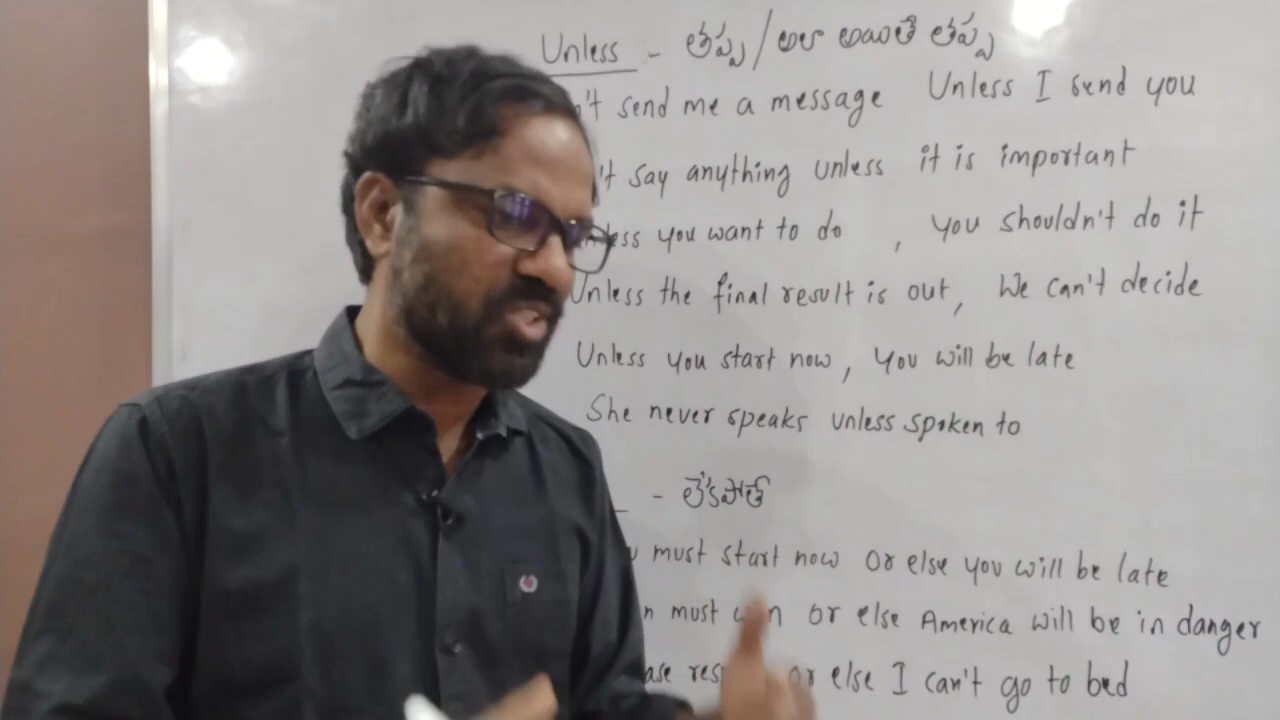 Unless - తప్ప / అలా అయితే తప్ప
n't send me a message Unless I send you
't say anything unless it is important
nless you want to do , you shouldn't do it
Unless the final result is out, We can't decide
Unless you start now, you will be late
She never speaks unless spoken to
- లేకపోతే
must start now or else you will be late
n must or else America will be in danger
or else I can't go to bed